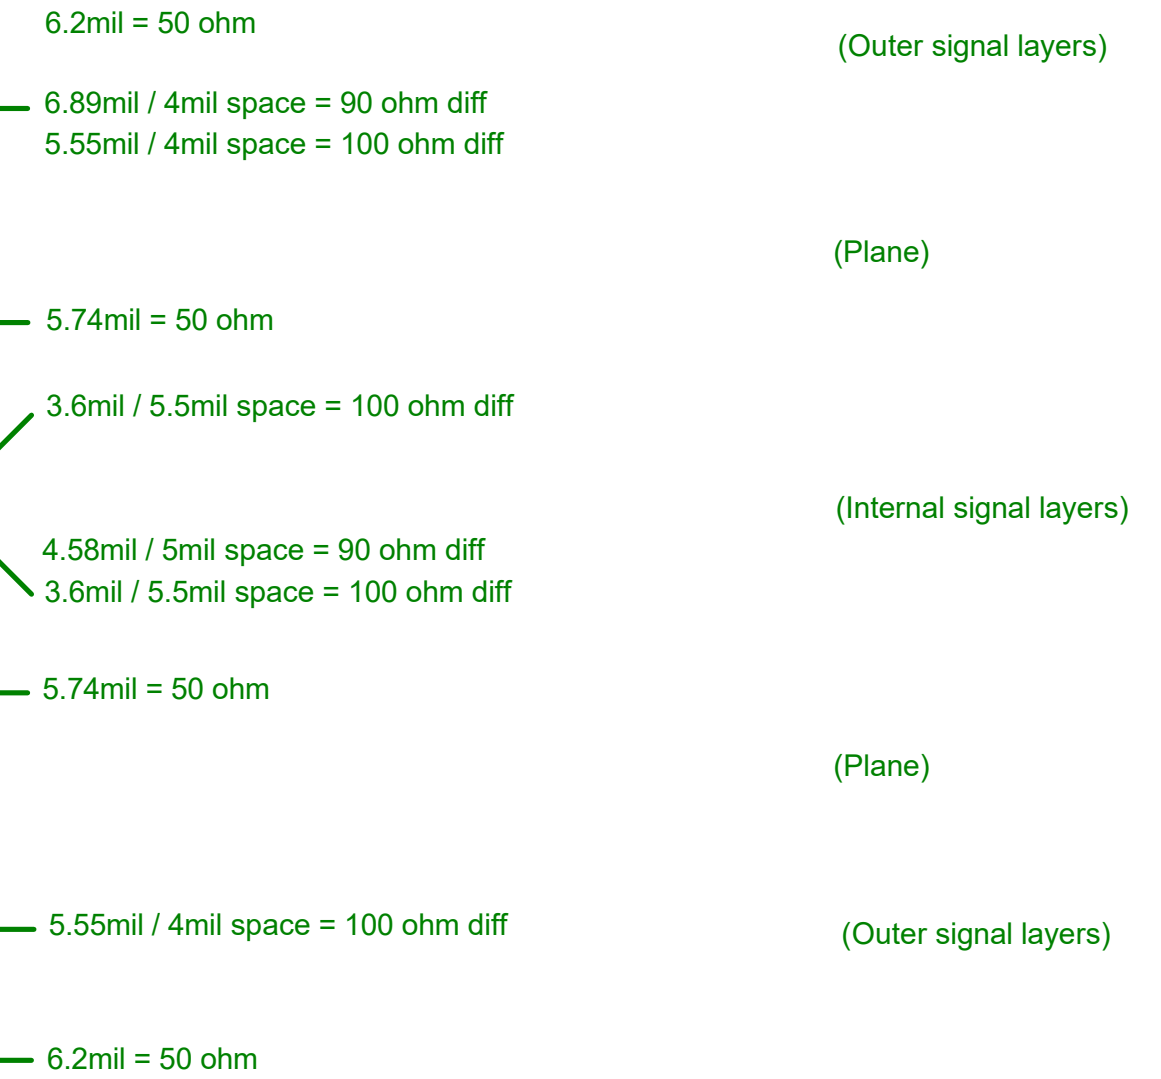 6.2mil = 50 ohm
(Outer signal layers)
6.89mil / 4mil space = 90 ohm diff
5.55mil / 4mil space = 100 ohm diff
(Plane)
5.74mil = 50 ohm
3.6mil / 5.5mil space = 100 ohm diff
(Internal signal layers)
4.58mil / 5mil space = 90 ohm diff
3.6mil / 5.5mil space = 100 ohm diff
5.74mil = 50 ohm
(Plane)
5.55mil / 4mil space = 100 ohm diff
(Outer signal layers)
6.2mil = 50 ohm